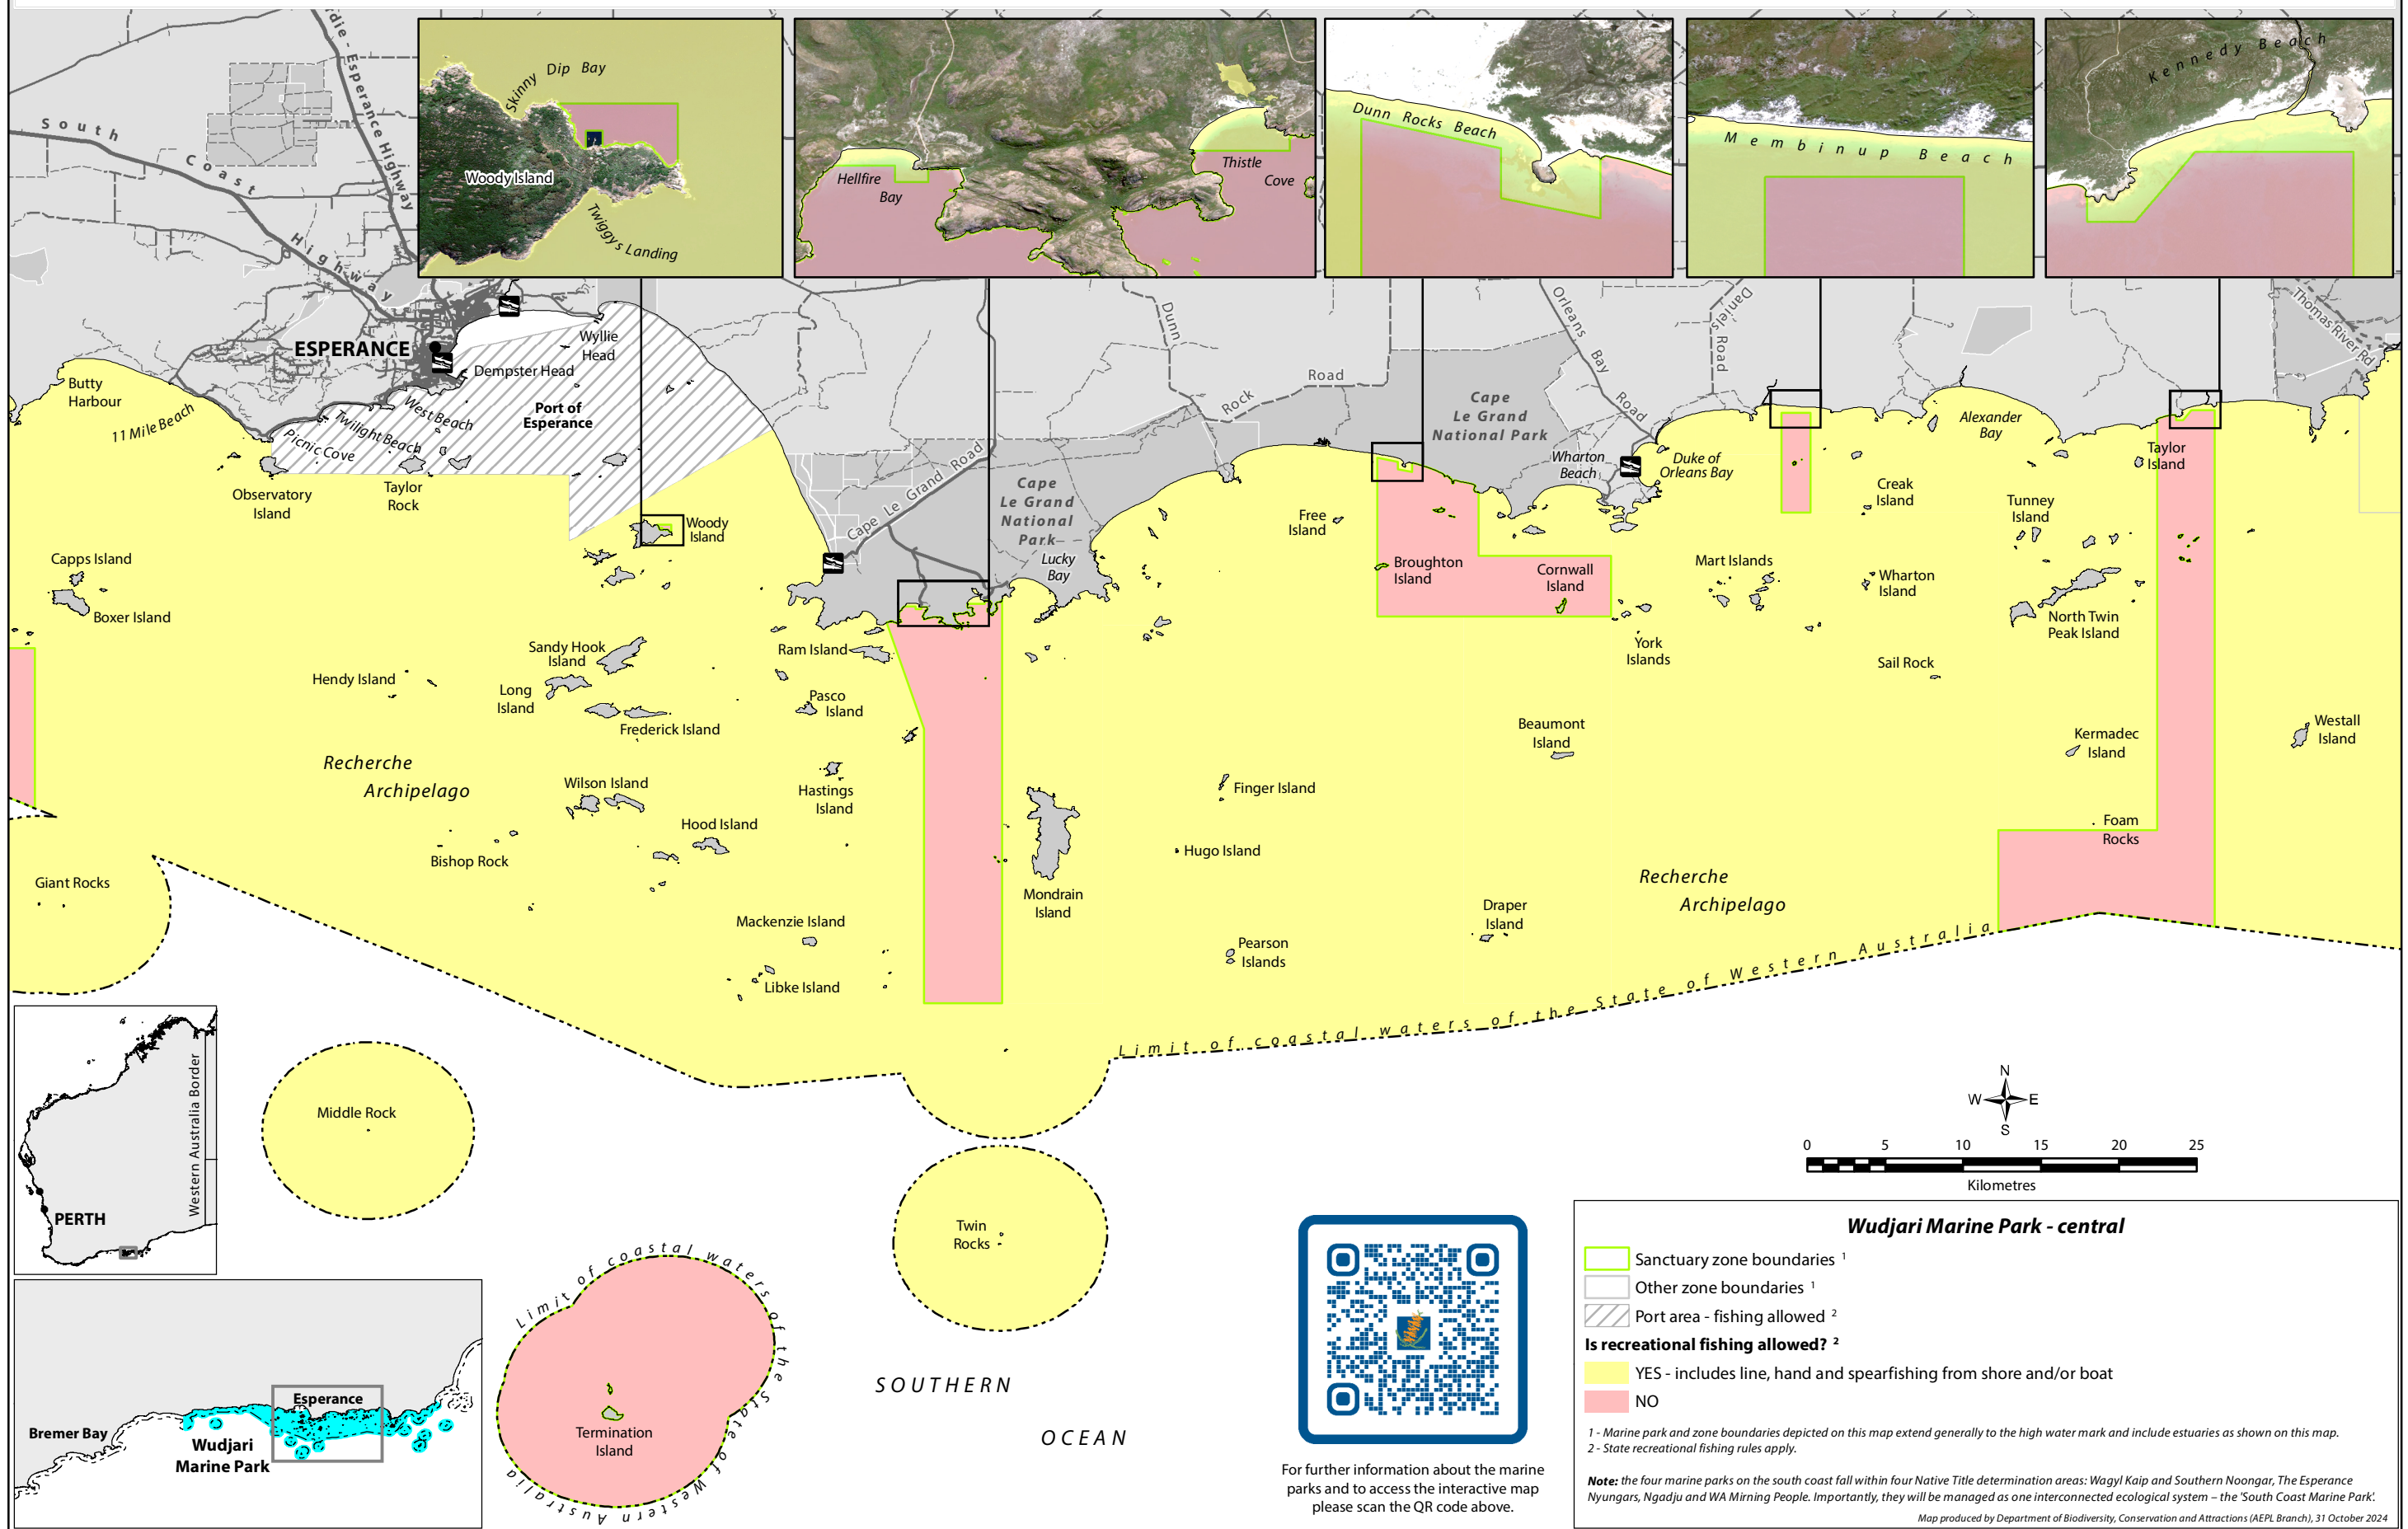 South Coast Highway
die - Esperance Highway
Skinny Dip Bay
Woody Island
Twiggys Landing
Hellfire
Bay
Thistle
Cove
Dunn Rocks Beach
Membinup Beach
Kennedy Beach
ESPERANCE
Wyllie
Head
Dempster Head
Butty
Harbour
11 Mile Beach
West Beach
Twilight Beach
Picnic Cove
Port of
Esperance
Observatory
Island
Taylor
Rock
Woody
Island
Cape Le Grand Road
Cape
Le Grand
National
Park
Lucky
Bay
Dunn
Rock
Road
Orleans
Bay
Road
Daniels Road
Thomas River Rd
Cape
Le Grand
National Park
Wharton
Beach
Duke of
Orleans Bay
Alexander
Bay
Taylor
Island
Free
Island
Creak
Island
Tunney
Island
Capps Island
Boxer Island
Broughton
Island
Cornwall
Island
Mart Islands
Wharton
Island
North Twin
Peak Island
Sandy Hook
Island
Ram Island
York
Islands
Sail Rock
Hendy Island
Long
Island
Pasco
Island
Frederick Island
Beaumont
Island
Kermadec
Island
Westall
Island
Recherche
Archipelago
Wilson Island
Hastings
Island
Finger Island
Hood Island
Foam
Rocks
Bishop Rock
Hugo Island
Giant Rocks
Mondrain
Island
Recherche
Archipelago
Mackenzie Island
Draper
Island
Pearson
Islands
Libke Island
Limit of coastal waters of the State of Western Australia
Western Australia Border
PERTH
Middle Rock
Twin
Rocks
Limit of coastal waters of the State of Western Australia
Termination
Island
SOUTHERN
OCEAN
Esperance
Bremer Bay
Wudjari
Marine Park
For further information about the marine
parks and to access the interactive map
please scan the QR code above.
N
W E
S
0 5 10 15 20 25
Kilometres
Wudjari Marine Park - central
Sanctuary zone boundaries 1
Other zone boundaries 1
Port area - fishing allowed 2
Is recreational fishing allowed? 2
YES - includes line, hand and spearfishing from shore and/or boat
NO
1 - Marine park and zone boundaries depicted on this map extend generally to the high water mark and include estuaries as shown on this map.
2 - State recreational fishing rules apply.
Note: the four marine parks on the south coast fall within four Native Title determination areas: Wagyl Kaip and Southern Noongar, The Esperance
Nyungars, Ngadju and WA Mirning People. Importantly, they will be managed as one interconnected ecological system – the 'South Coast Marine Park'.
Map produced by Department of Biodiversity, Conservation and Attractions (AEPL Branch), 31 October 2024